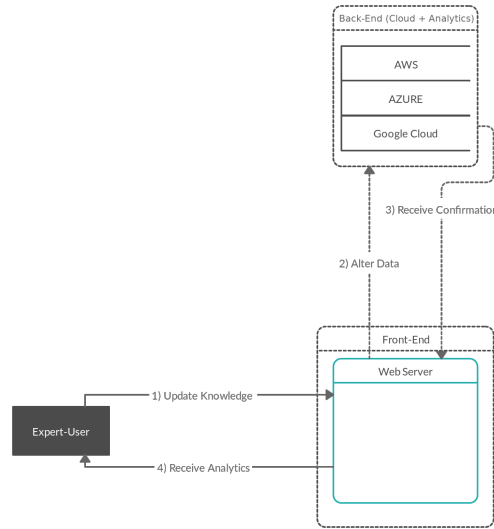 Back-End (Cloud + Analytics)
AWS
AZURE
Google Cloud
3) Receive Confirmation
2) Alter Data
Front-End
Web Server
1) Update Knowledge
Expert-User
4) Receive Analytics